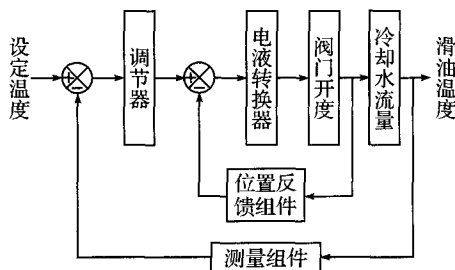 设定温度
调节器
电液转换器
阀门开度
冷却水流量
滑油温度
位置反
馈组件
测量组件